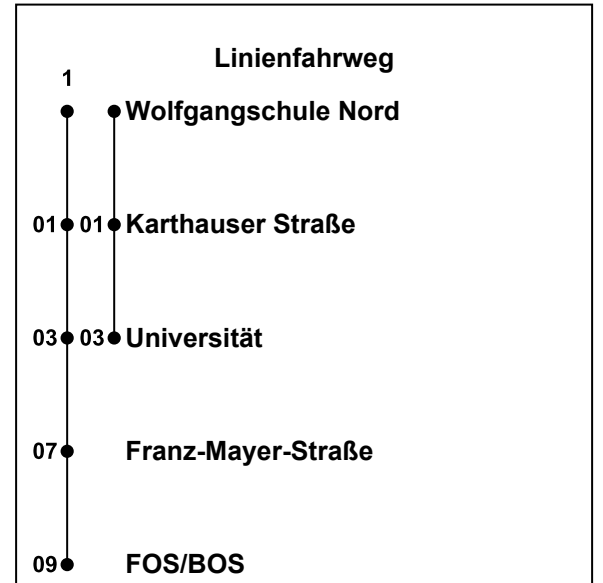 Linienfahrweg
1
Wolfgangschule Nord
01 01 Karthauser Straße
03 03 Universität
07 Franz-Mayer-Straße
09 FOS/BOS